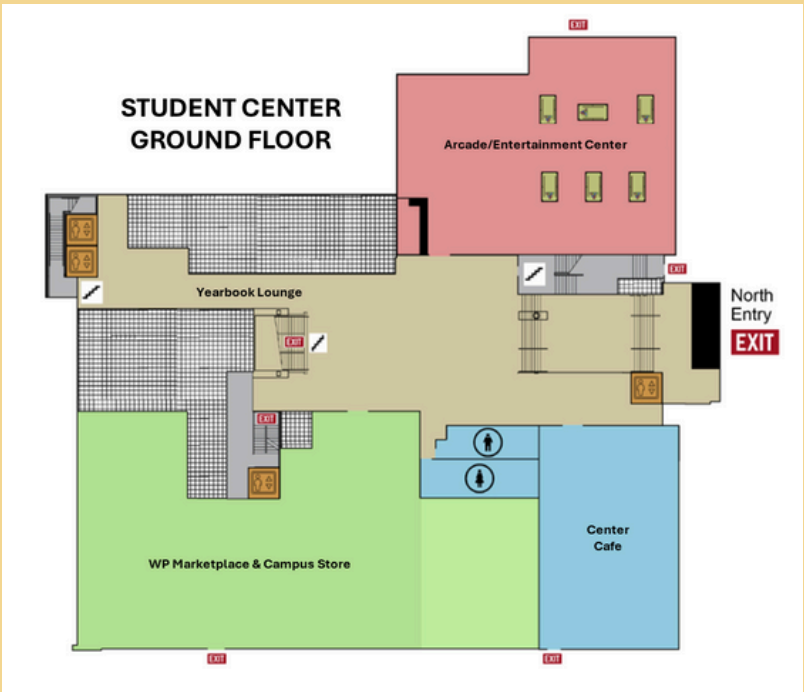 EXIT
STUDENT CENTER
GROUND FLOOR
Arcade/Entertainment Center
EXIT
Yearbook Lounge
North
Entry
EXIT
EXIT
EXIT
Center
Cafe
WP Marketplace & Campus Store
EXIT
EXIT